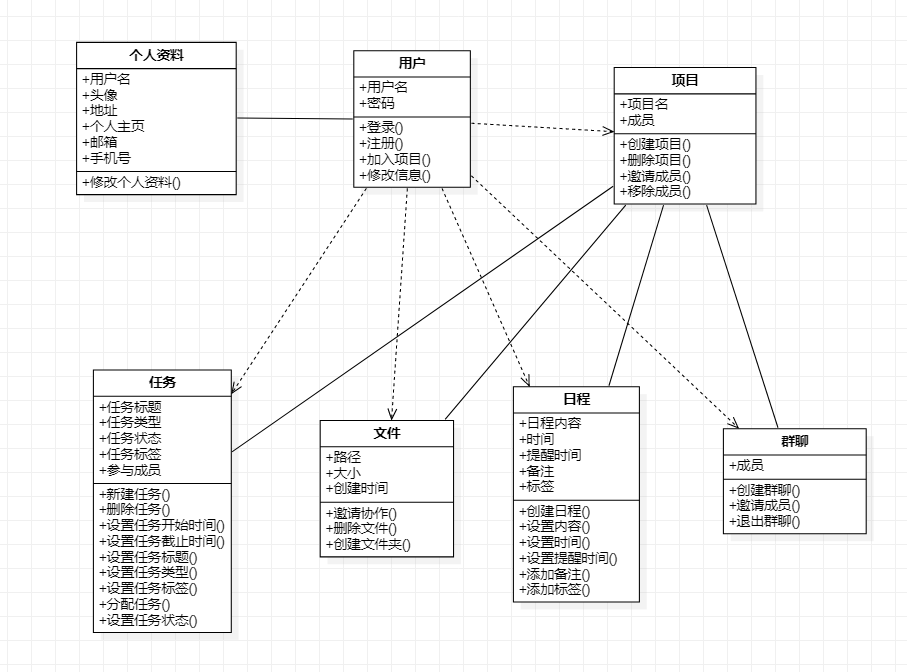 个人资料
+用户名
+头像
+地址
+个人主页
+邮箱
+手机号
+修改个人资料()
用户
+用户名
+密码
+登录()
+注册()
+加入项目()
+修改信息()
项目
+项目名
+成员
+创建项目()
+删除项目()
+邀请成员()
+移除成员()
任务
+任务标题
+任务类型
+任务状态
+任务标签
+参与成员
+新建任务()
+删除任务()
+设置任务开始时间()
+设置任务截止时间()
+设置任务标题()
+设置任务类型()
+设置任务标签()
+分配任务()
+设置任务状态()
文件
+路径
+大小
+创建时间
+邀请协作()
+删除文件()
+创建文件夹()
日程
+日程内容
+时间
+提醒时间
+备注
+标签
+创建日程()
+设置内容()
+设置时间()
+设置提醒时间()
+添加备注()
+添加标签()
群聊
+成员
+创建群聊()
+邀请成员()
+退出群聊()